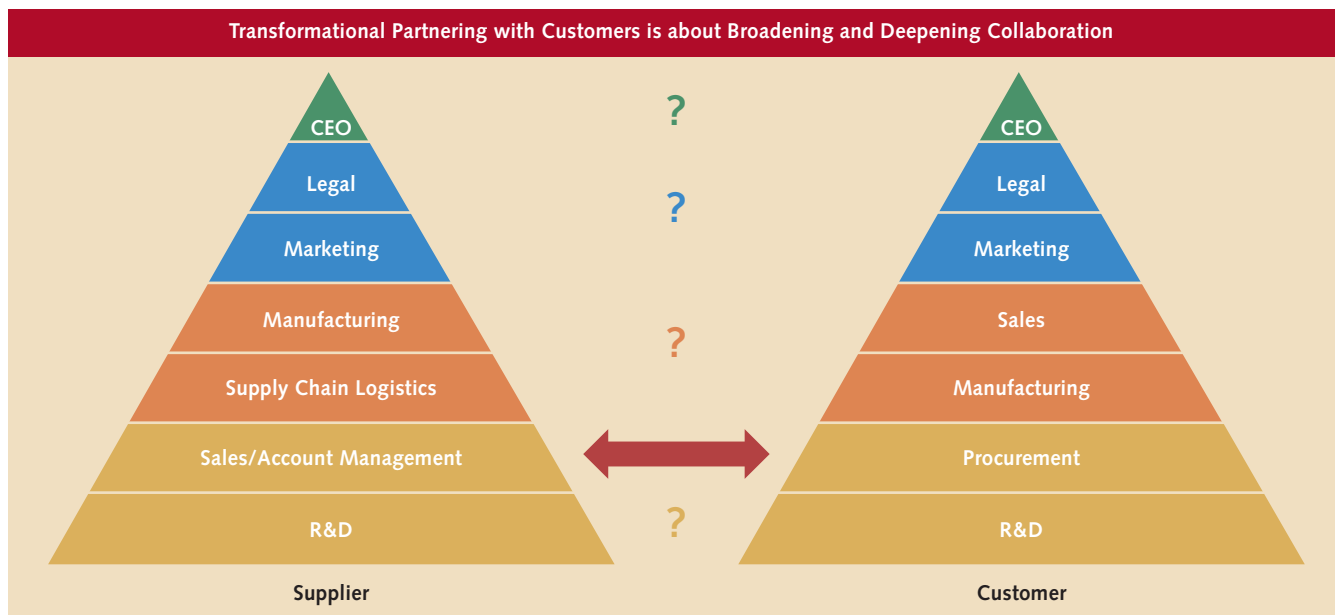 Transformational Partnering with Customers is about Broadening and Deepening Collaboration
CEO
Legal
Marketing
Manufacturing
Supply Chain Logistics
Sales/Account Management
R&D
Supplier
?
?
?
?
CEO
Legal
Marketing
Sales
Manufacturing
Procurement
R&D
Customer